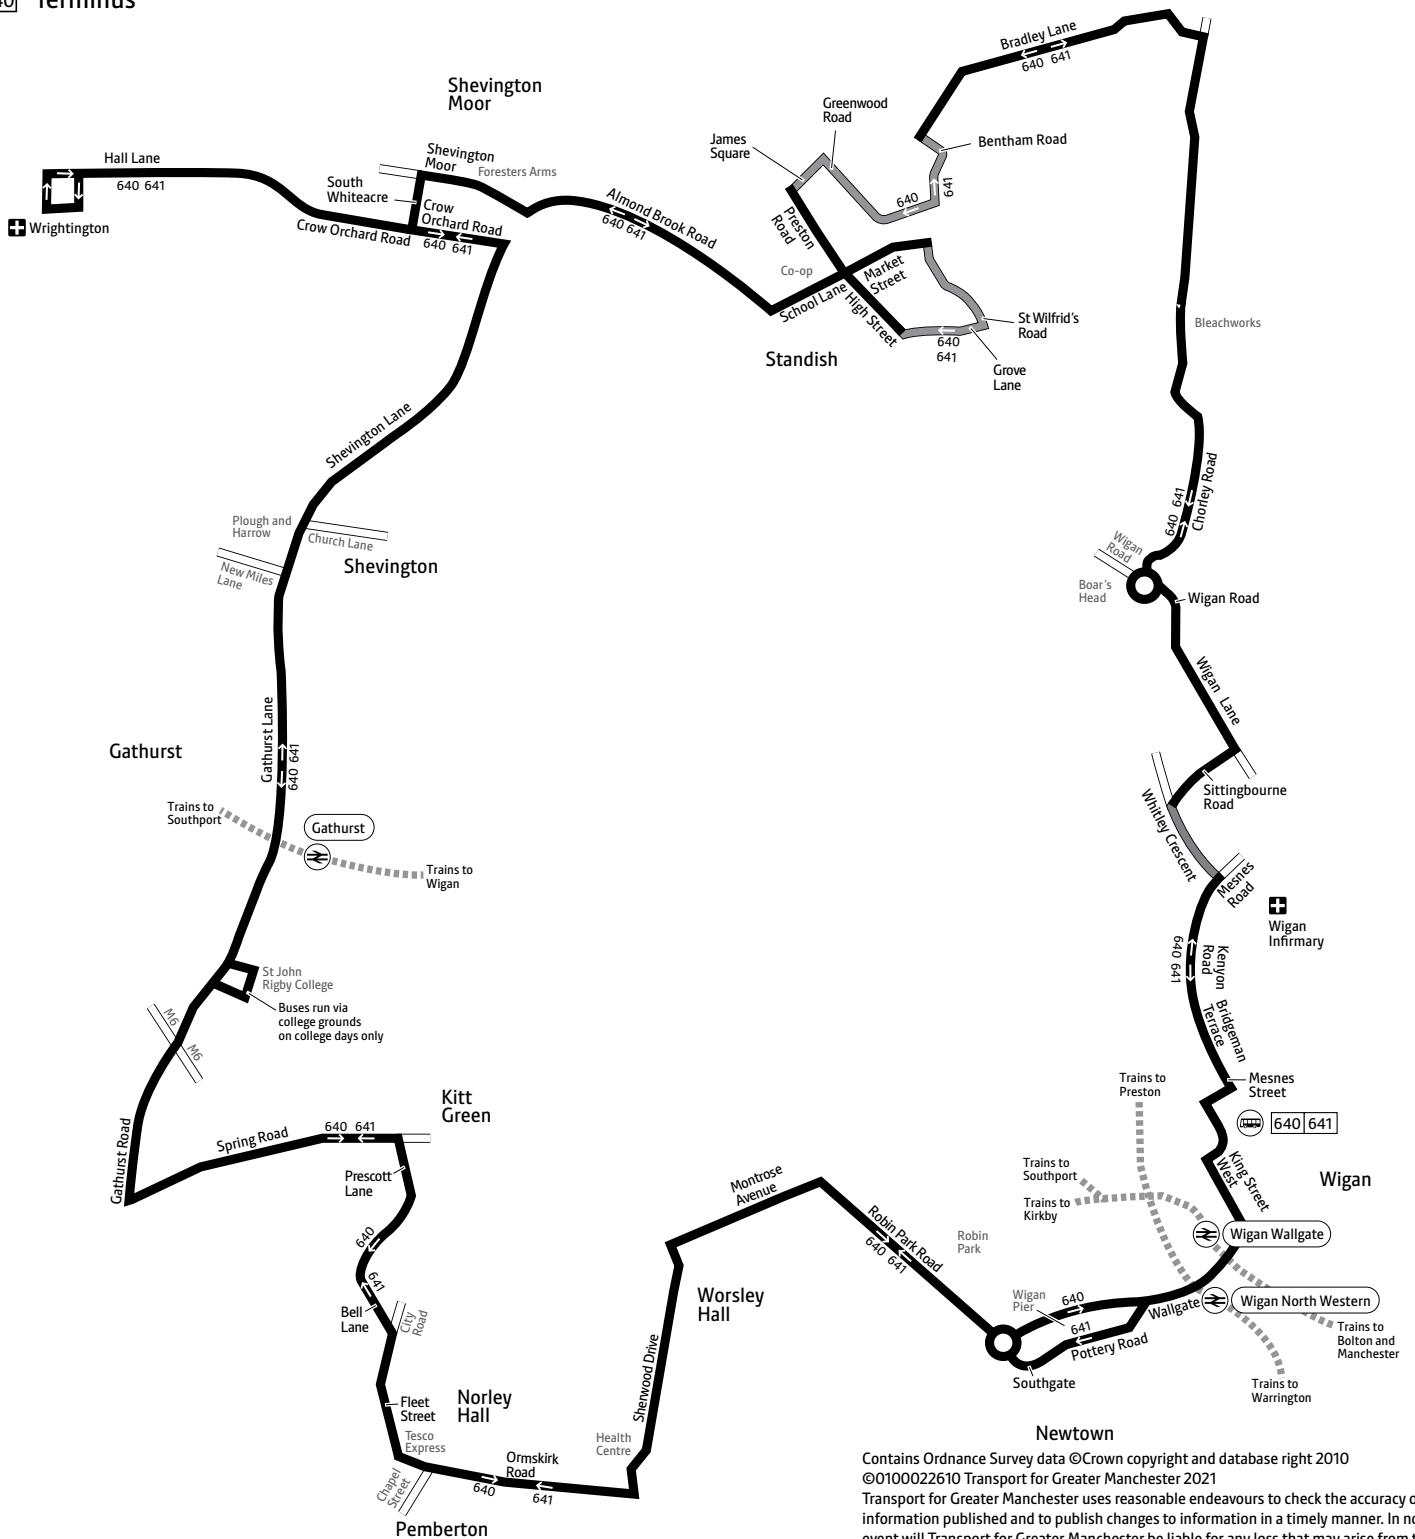 Terminus
Bradley Lane
640 641
Shevington
Moor
Greenwood
Road
James
Square
Bentham Road
Hall Lane
640 641
Shevington
Moor
Foresters Arms
South
Whiteacre
Crow
Orchard Road
Almond Brook Road
640 641
640
641
Preston
Road
Wrightington
Crow Orchard Road
640 641
Co-op
Market
Street
School Lane
High Street
St Wilfrid's
Road
640
641
Bleachworks
Standish
Grove
Lane
Shevington Lane
640 641
Chorley Road
Plough and
Harrow
Church Lane
New Miles
Lane
Shevington
Wigan
Road
Boar's
Head
Wigan Road
Wigan Lane
Gathurst Lane
640 641
Gathurst
Sittingbourne
Road
Whitley Crescent
Trains to
Southport
Gathurst
Trains to
Wigan
Mesnes
Road
Wigan
Infirmary
640 641
Kenyon
Road
St John
Rigby College
Buses run via
college grounds
on college days only
M6
M6
Bridgeman
Terrace
Trains to
Preston
Mesnes
Street
640 641
Kitt
Green
Gathurst Road
Spring Road
640 641
Prescott
Lane
King Street
West
Wigan
Trains to
Southport
Trains to
Kirkby
Montrose
Avenue
Robin Park Road
640 641
Robin
Park
Wigan Wallgate
640
641
Bell
Lane
City
Road
Worsley
Hall
Wigan
Pier
640
641
Wallgate
Wigan North Western
Pottery Road
Trains to
Bolton and
Manchester
Southgate
Trains to
Warrington
Sherwood Drive
Fleet
Street
Norley
Hall
Tesco
Express
Health
Centre
Newtown
Ormskirk
Road
640 641
Chapel
Street
Pemberton
Contains Ordnance Survey data ©Crown copyright and database right 2010
©0100022610 Transport for Greater Manchester 2021
Transport for Greater Manchester uses reasonable endeavours to check the accuracy
information published and to publish changes to information in a timely manner. In
event will Transport for Greater Manchester be liable for any loss that may arise from